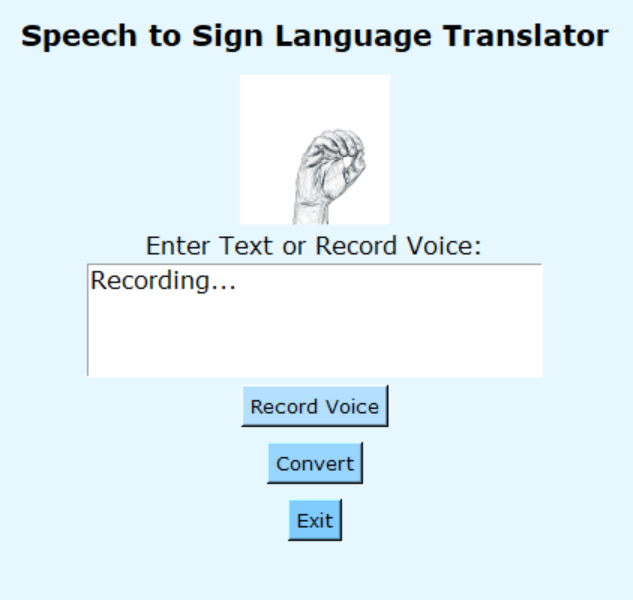 Speech to Sign Language Translator
Enter Text or Record Voice:
Recording...
Record Voice
Convert
Exit